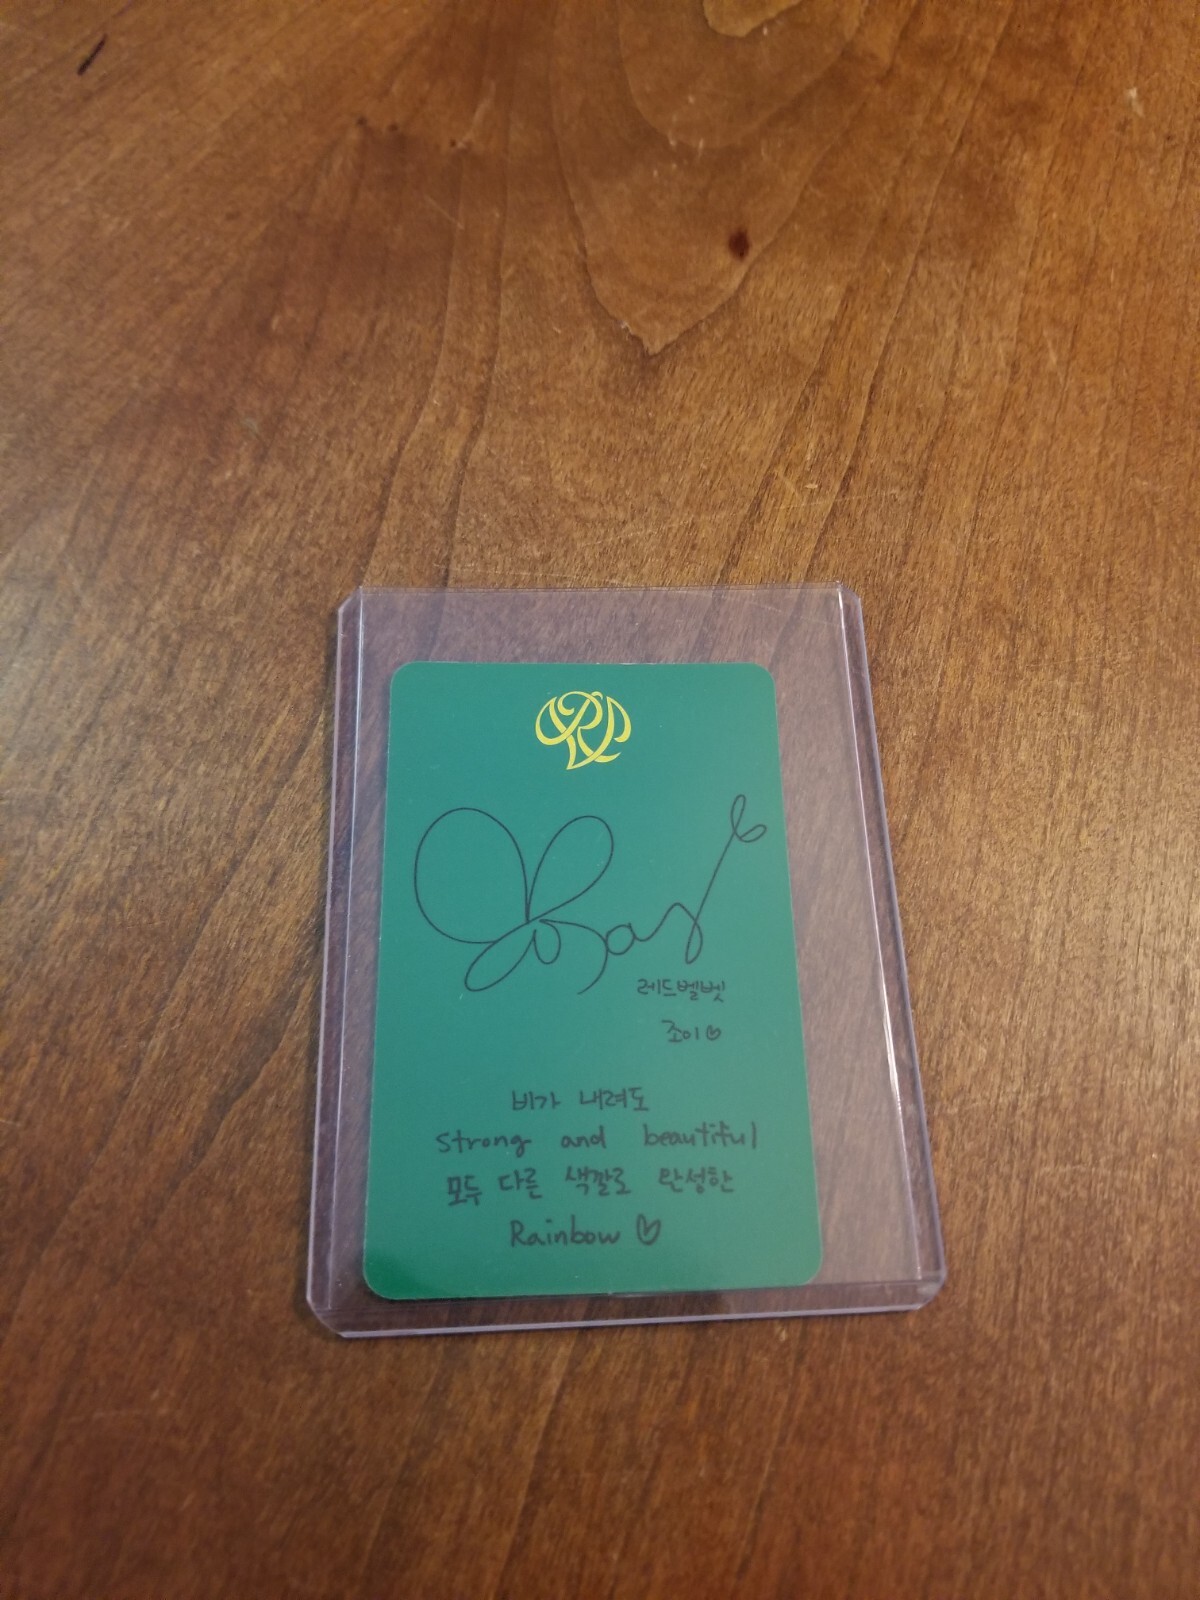 레드벨벳
조이♡
비가 내려도
strong and beautiful
모두 다른 색깔로 완성한
Rainbow ♡